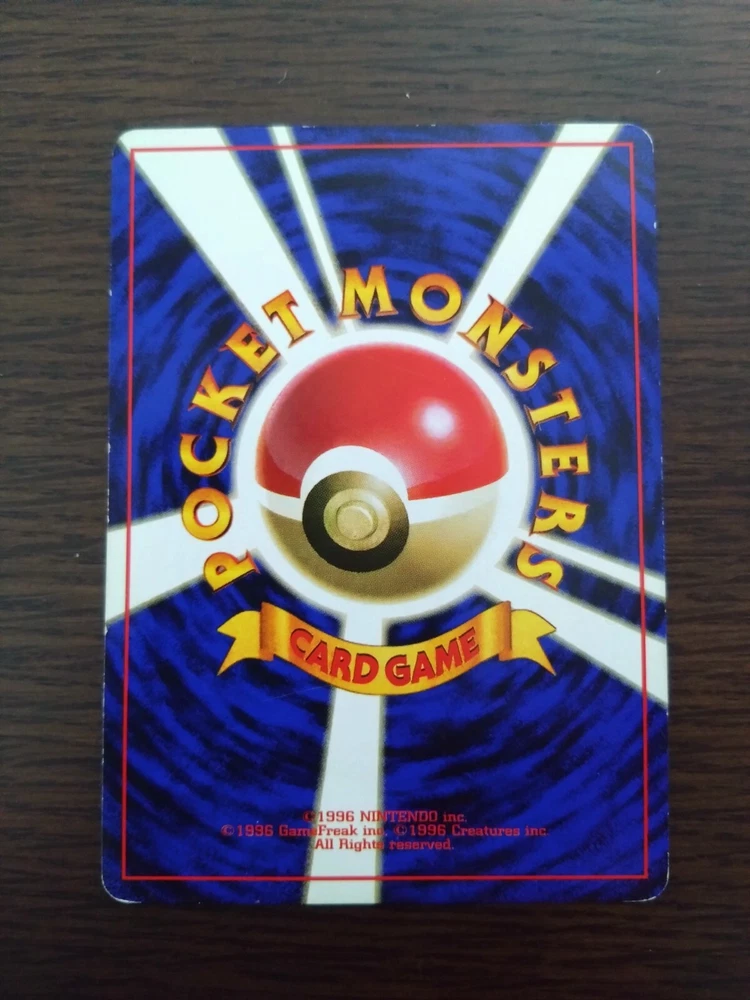 POCKET MONSTERS
CARD GAME
©1996 NINTENDO inc.
©1996 GameFreak inc. ©1996 Creatures inc.
All Rights reserved.